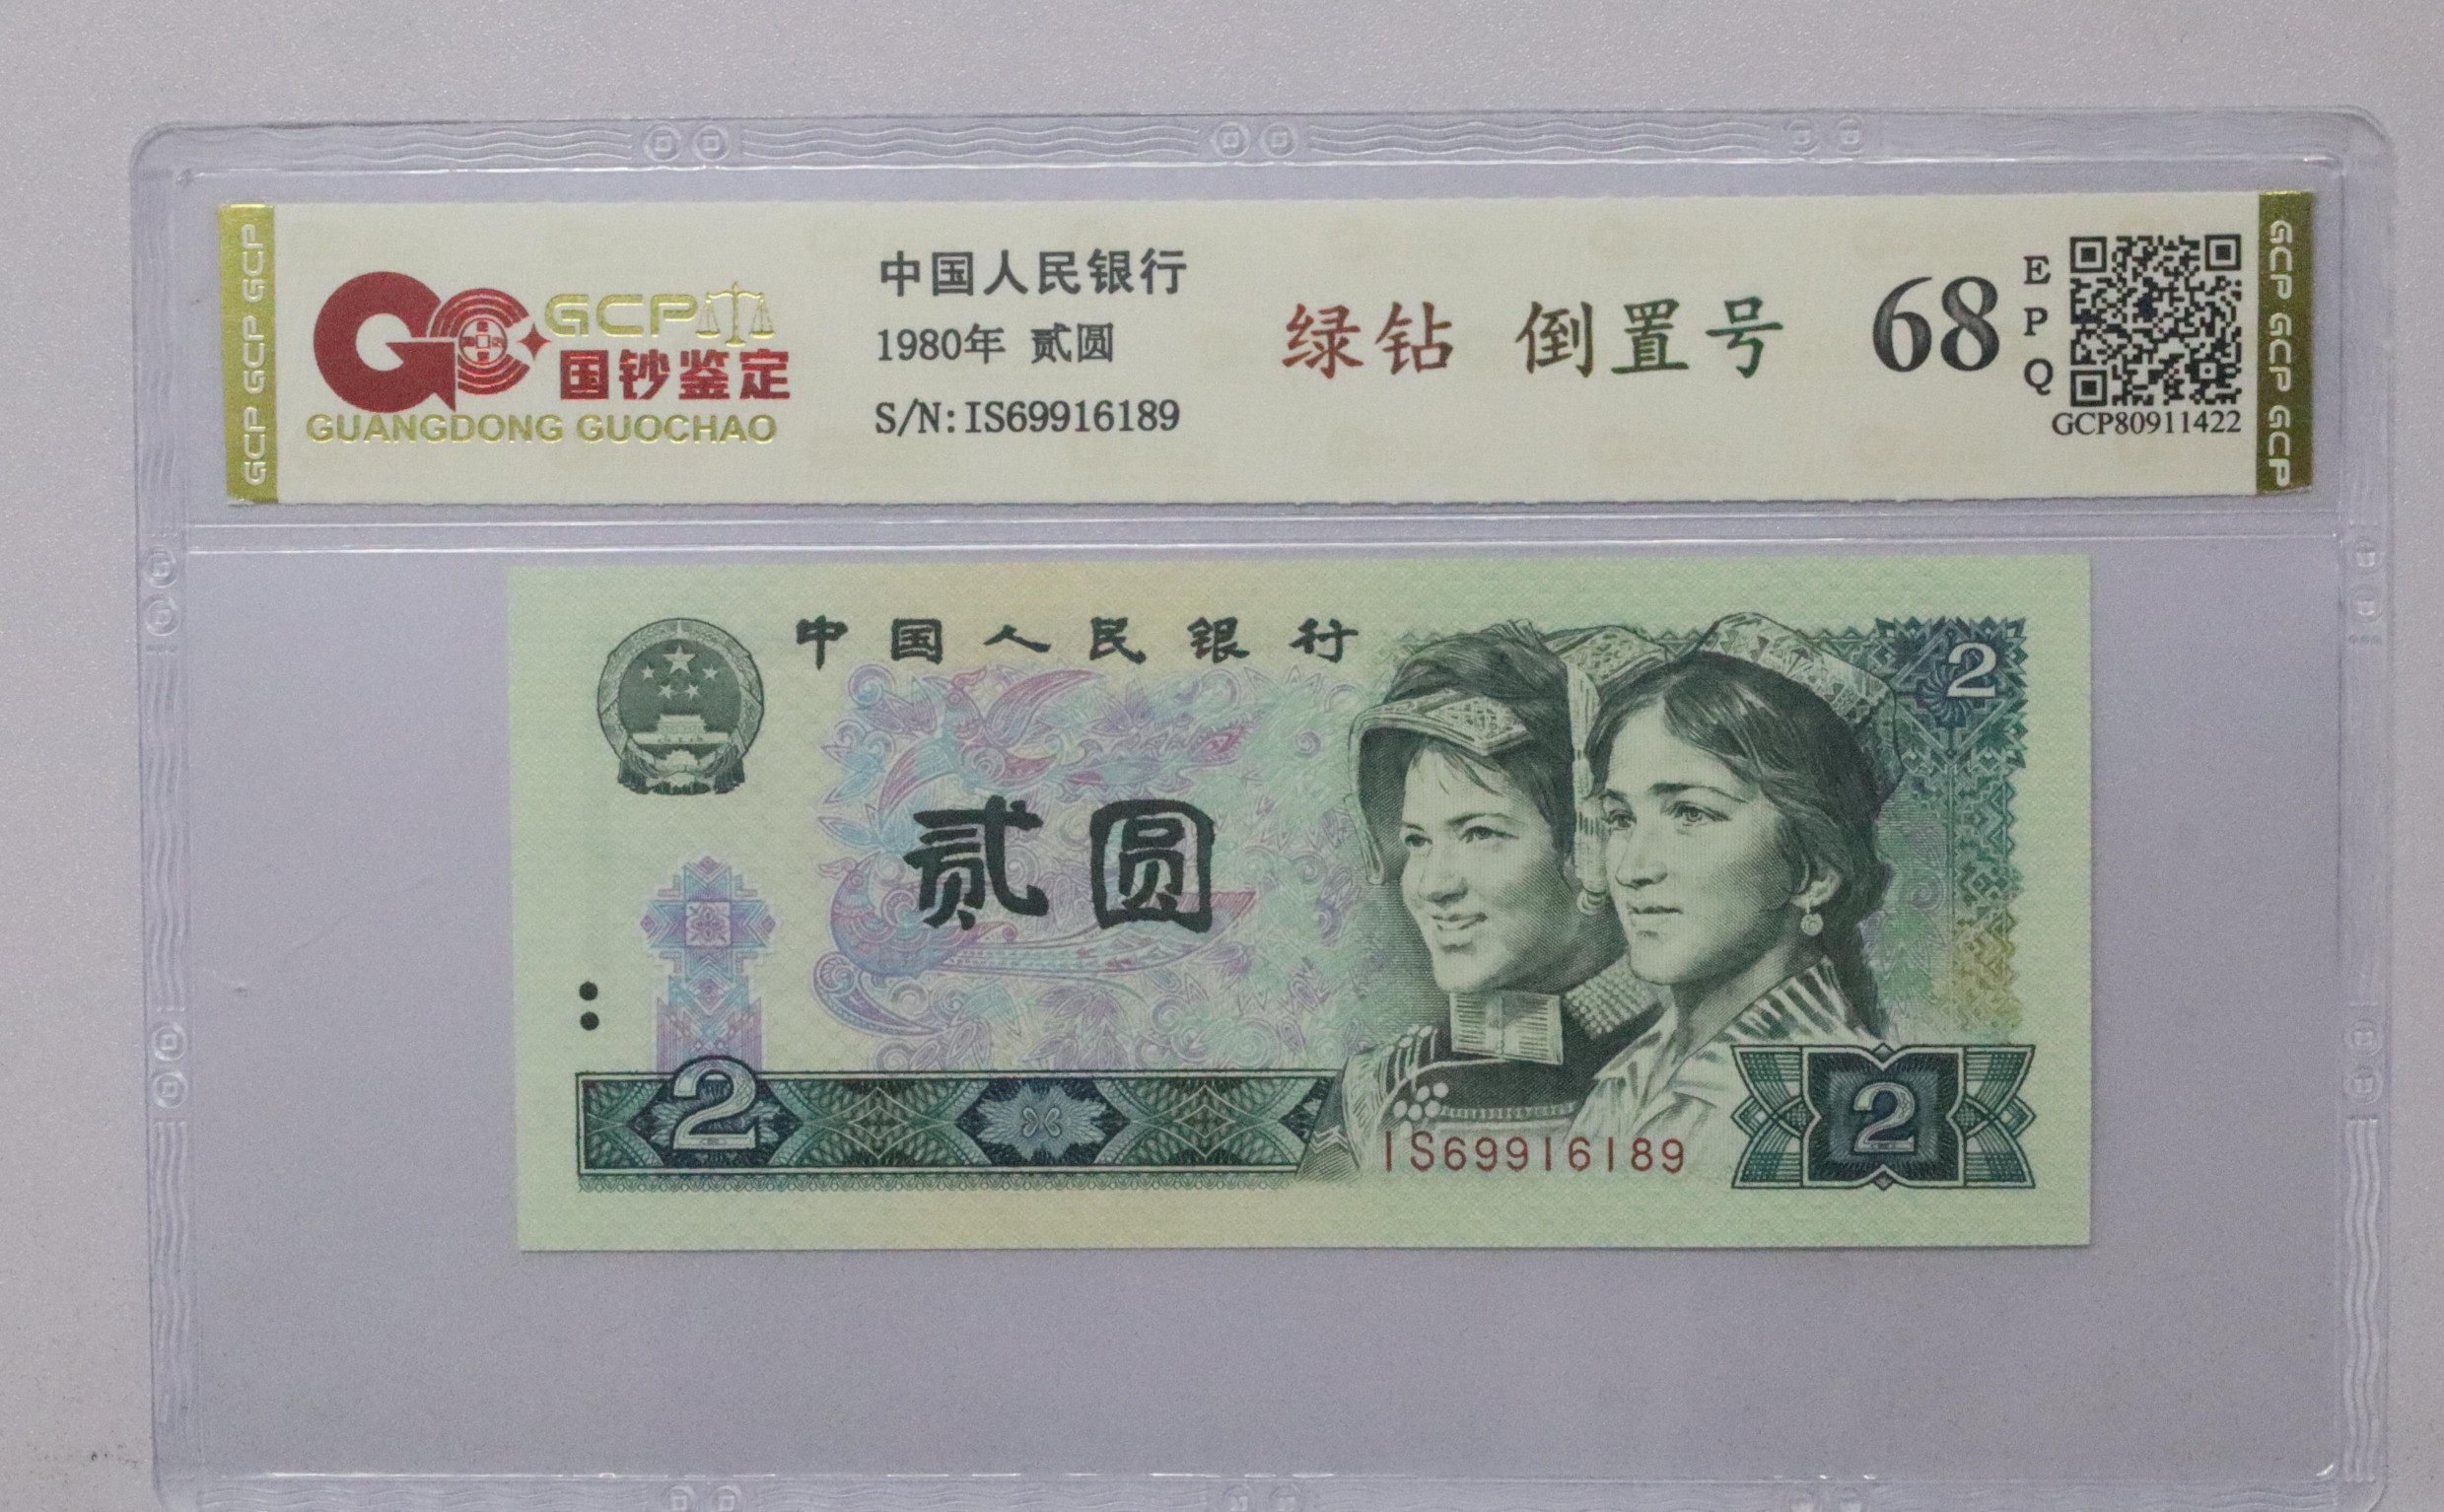 GCP GCP GCP
GCP
国钞鉴定
GUANGDONG GUOCHAO
中国人民银行
1980年 贰圆
S/N:IS69916189
绿钻 倒置号
68
E
P
Q
GCP80911422
GCP GCP GCP
中国人民银行
2
贰圆
2
IS69916189
2